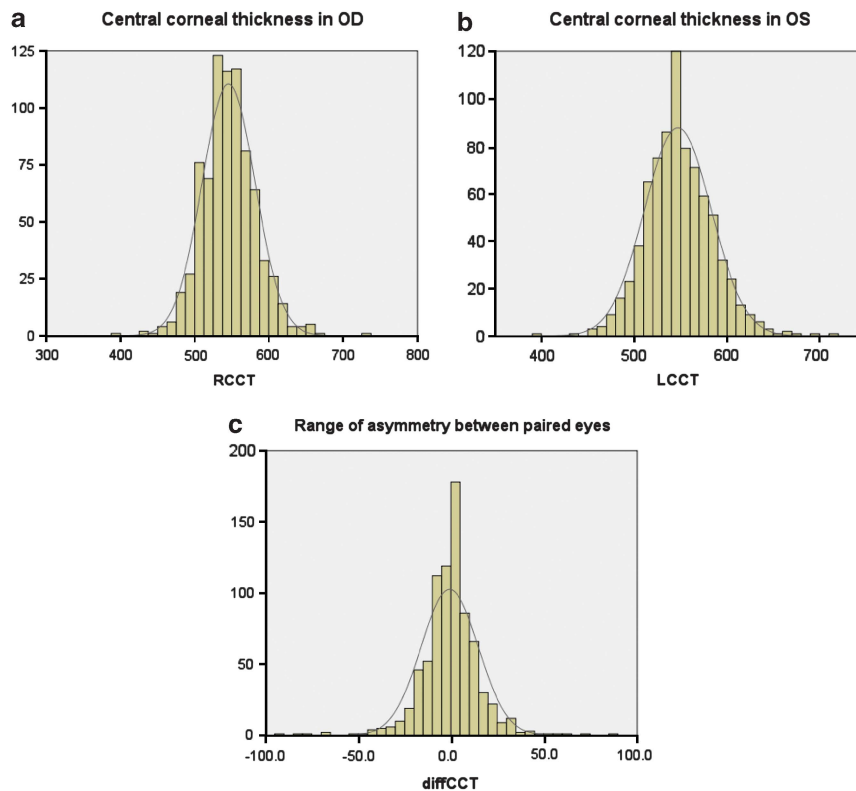 a
Central corneal thickness in OD
125
100
75
50
25
0
300 400 500 600 700 800
RCCT
b
Central corneal thickness in OS
120
100
80
60
40
20
0
400 500 600 700
LCCT
c
Range of asymmetry between paired eyes
200
150
100
50
0
-100.0 -50.0 0.0 50.0 100.0
diffCCT